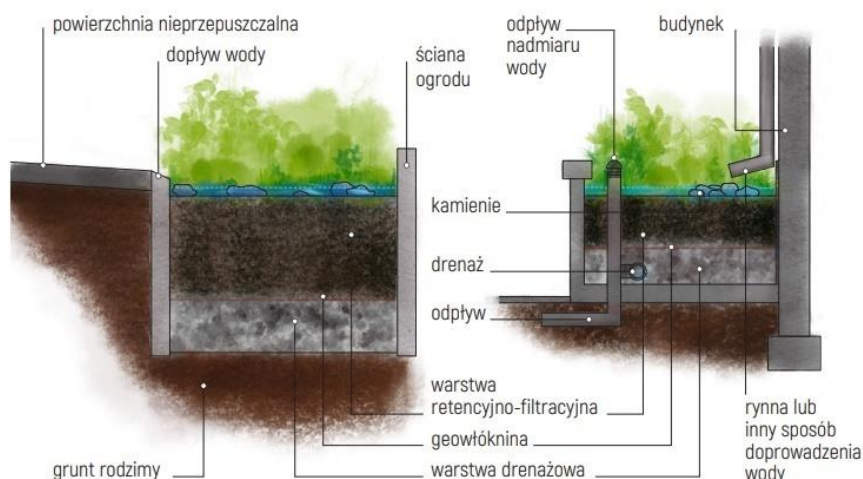 powierzchnia nieprzepuszczalna
dopływ wody
ściana
ogrodu
odpływ
nadmiaru
wody
budynek
kamienie
drenaż
odpływ
warstwa
retencyjno-filtracyjna
geowłóknina
warstwa drenażowa
grunt rodzimy
rynna lub
inny sposób
doprowadzenia
wody